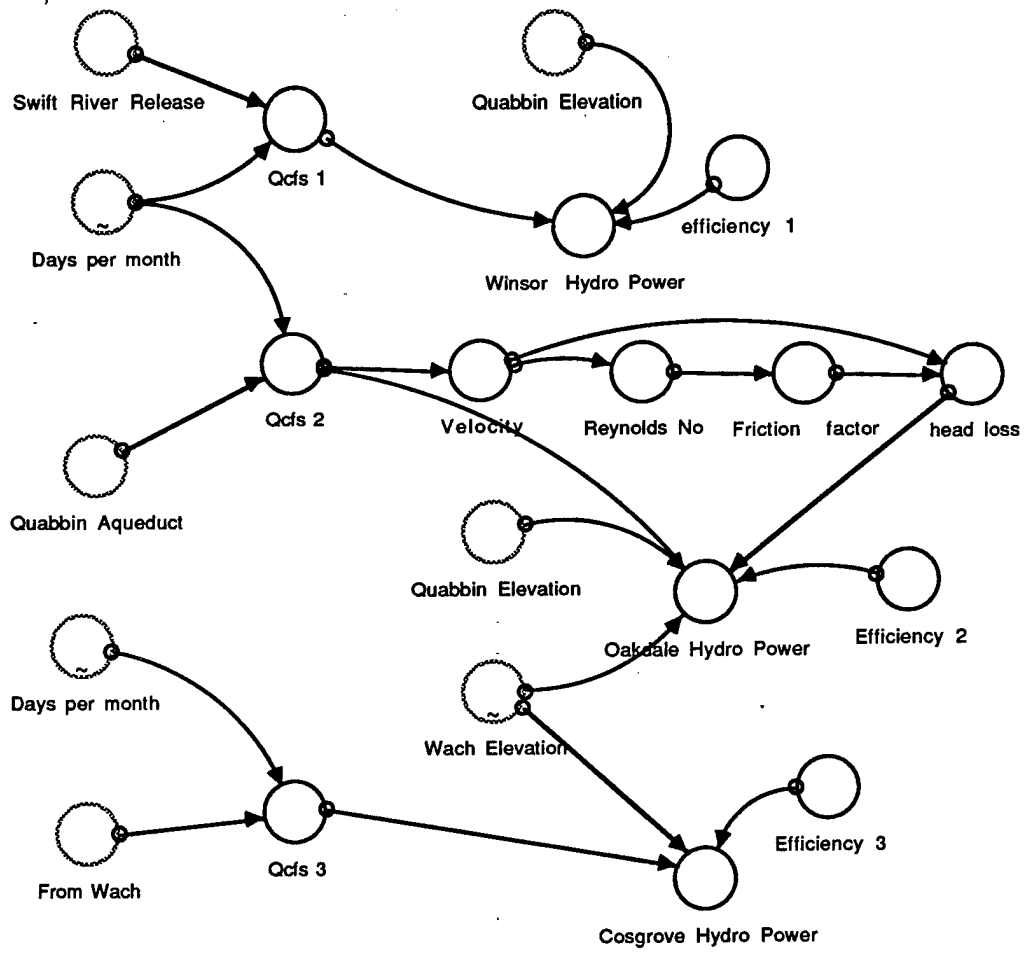 Swift River Release
Quabbin Elevation
Qcfs 1
efficiency 1
~
Days per month
Winsor Hydro Power
Qcfs 2
Velocity
Reynolds No
Friction factor
head loss
Quabbin Aqueduct
Quabbin Elevation
Oakdale Hydro Power
Efficiency 2
~
Days per month
~
Wach Elevation
Efficiency 3
Qcfs 3
From Wach
Cosgrove Hydro Power